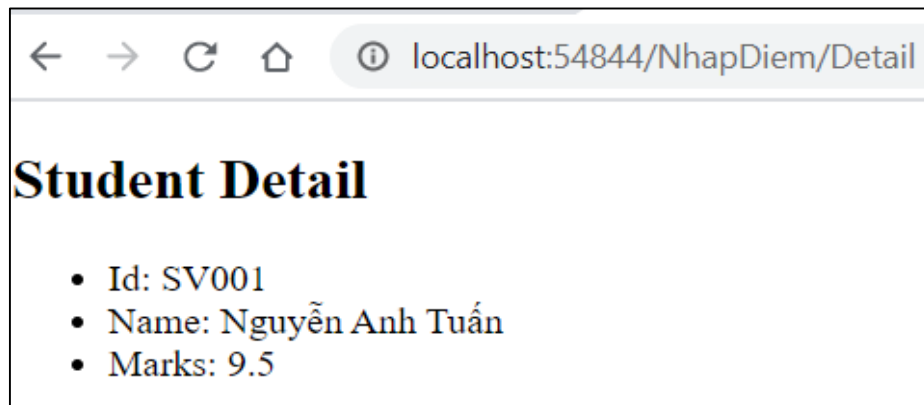 localhost:54844/NhapDiem/Detail
Student Detail
Id: SV001
Name: Nguyễn Anh Tuấn
Marks: 9.5